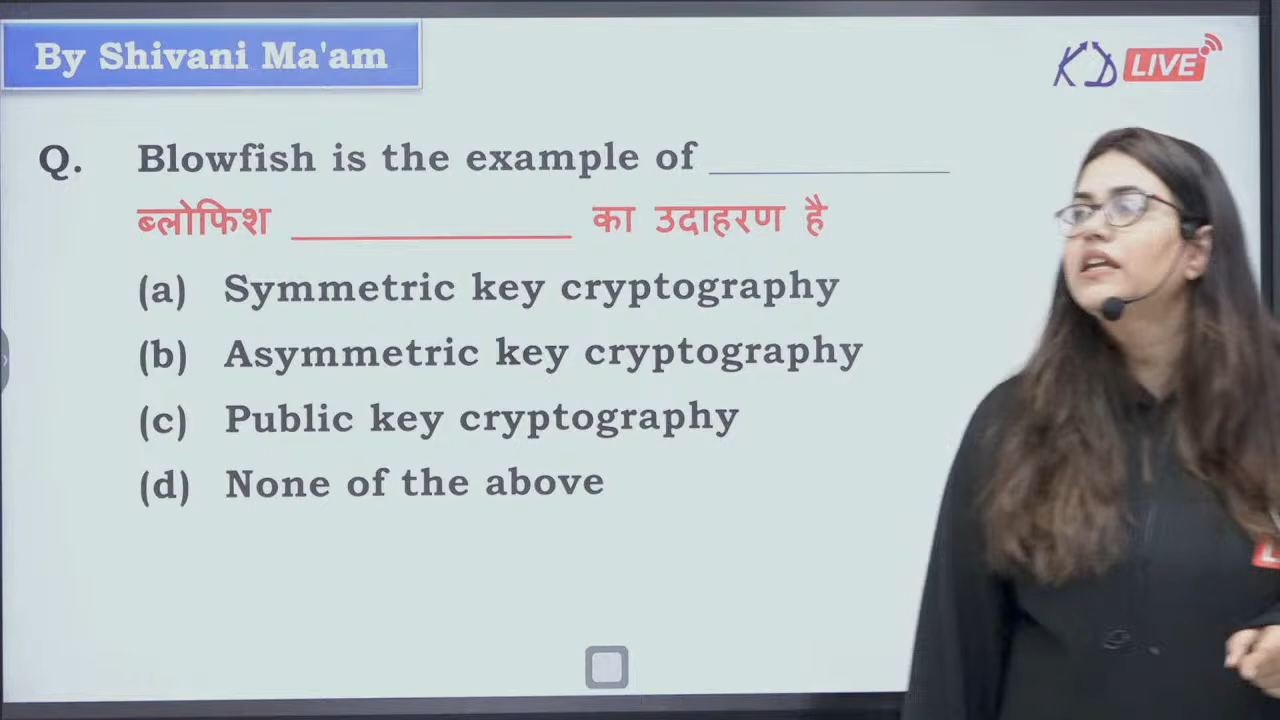 By Shivani Ma'am
KD LIVE
Q. Blowfish is the example of ____________
ब्लोफिश ______________ का उदाहरण है
(a) Symmetric key cryptography
(b) Asymmetric key cryptography
(c) Public key cryptography
(d) None of the above